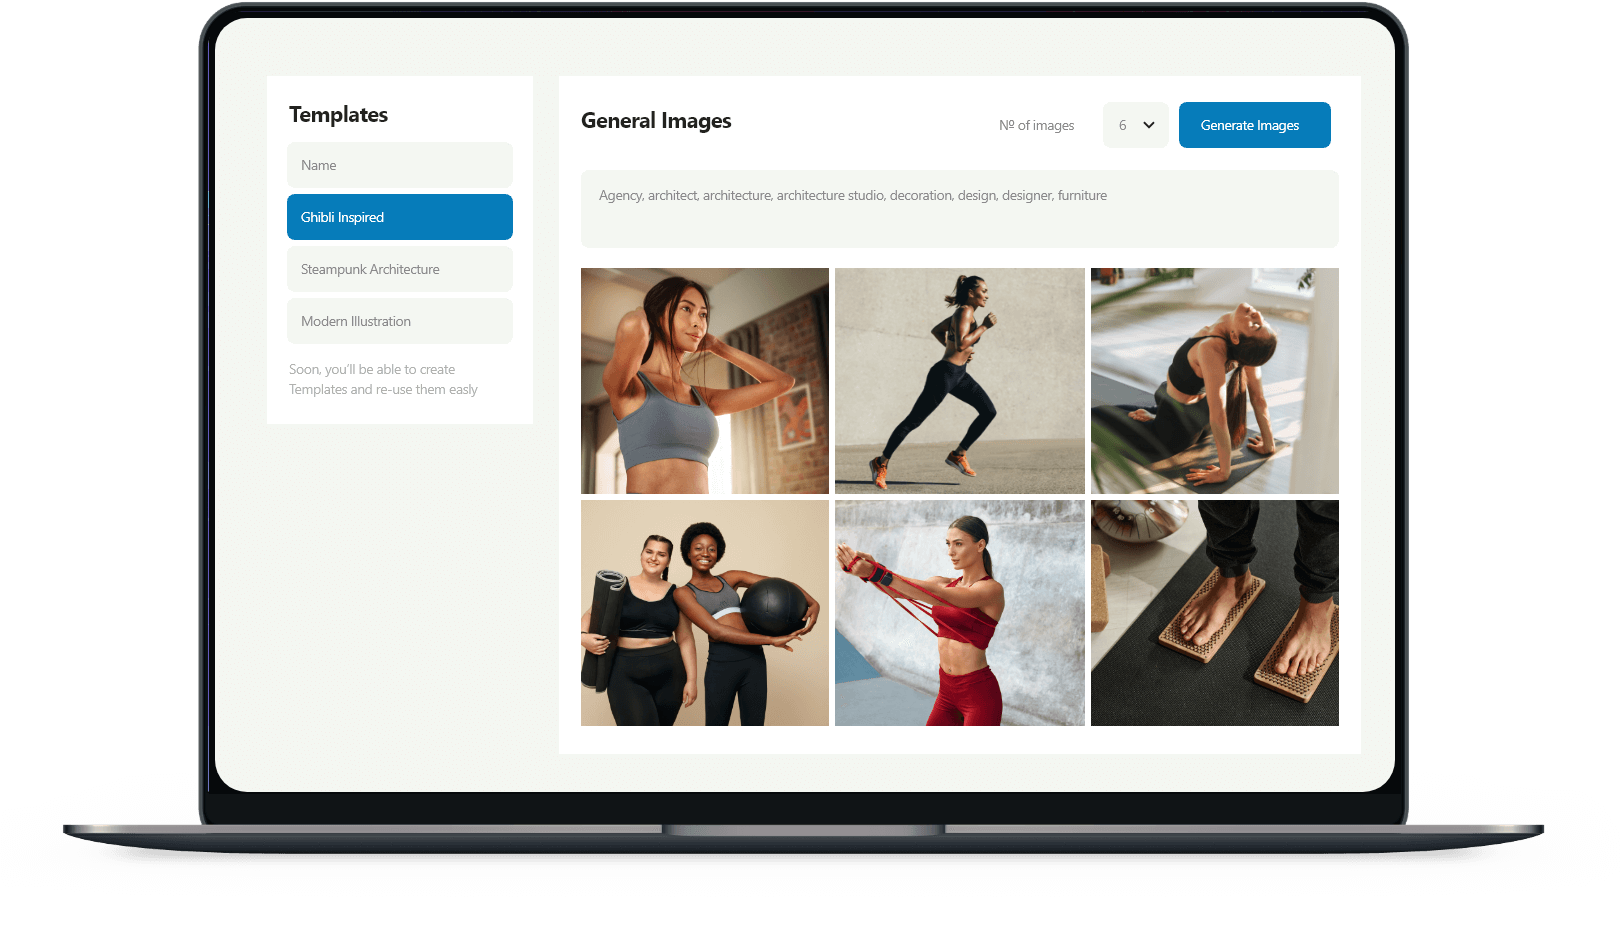 Templates
Name
Ghibli Inspired
Steampunk Architecture
Modern Illustration
Soon, you'll be able to create
Templates and re-use them easly
General Images
Nº of images
6
Generate Images
Agency, architect, architecture, architecture studio, decoration, design, designer, furniture